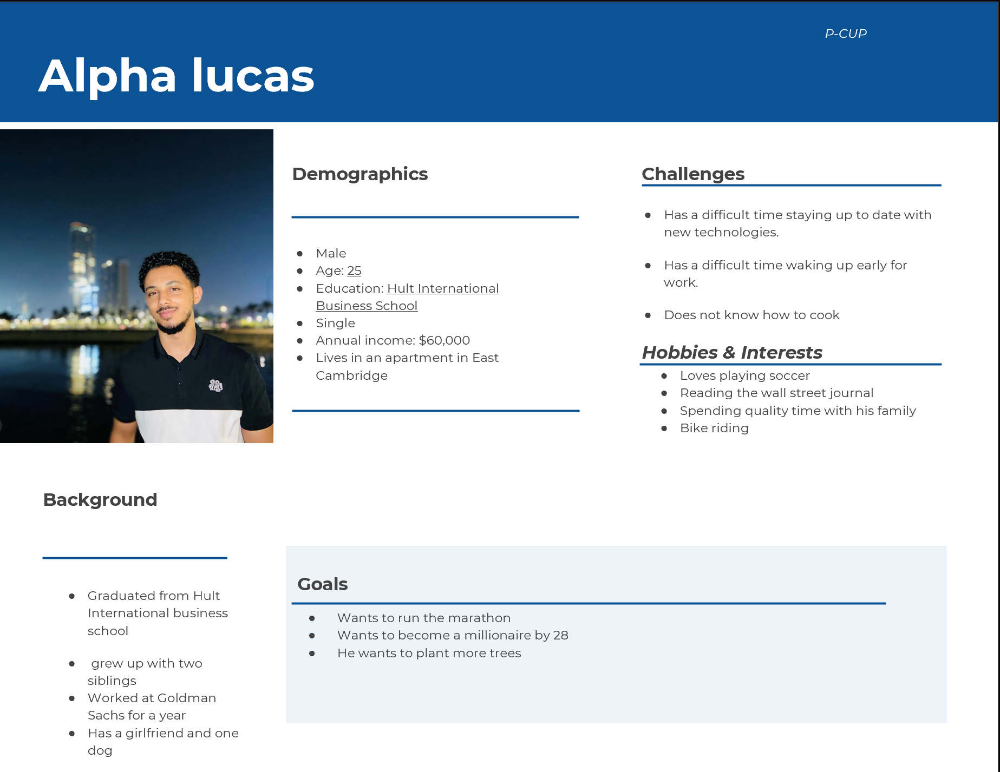 P-CUP
Alpha lucas
Demographics
● Male
● Age: 25
● Education: Hult International
Business School
● Single
● Annual income: $60,000
● Lives in an apartment in East
Cambridge
Challenges
● Has a difficult time staying up to date with
new technologies.
● Has a difficult time waking up early for
work.
● Does not know how to cook
Hobbies & Interests
● Loves playing soccer
● Reading the wall street journal
● Spending quality time with his family
● Bike riding
Background
● Graduated from Hult
International business
school
● grew up with two
siblings
● Worked at Goldman
Sachs for a year
● Has a girlfriend and one
dog
Goals
● Wants to run the marathon
● Wants to become a millionaire by 28
● He wants to plant more trees